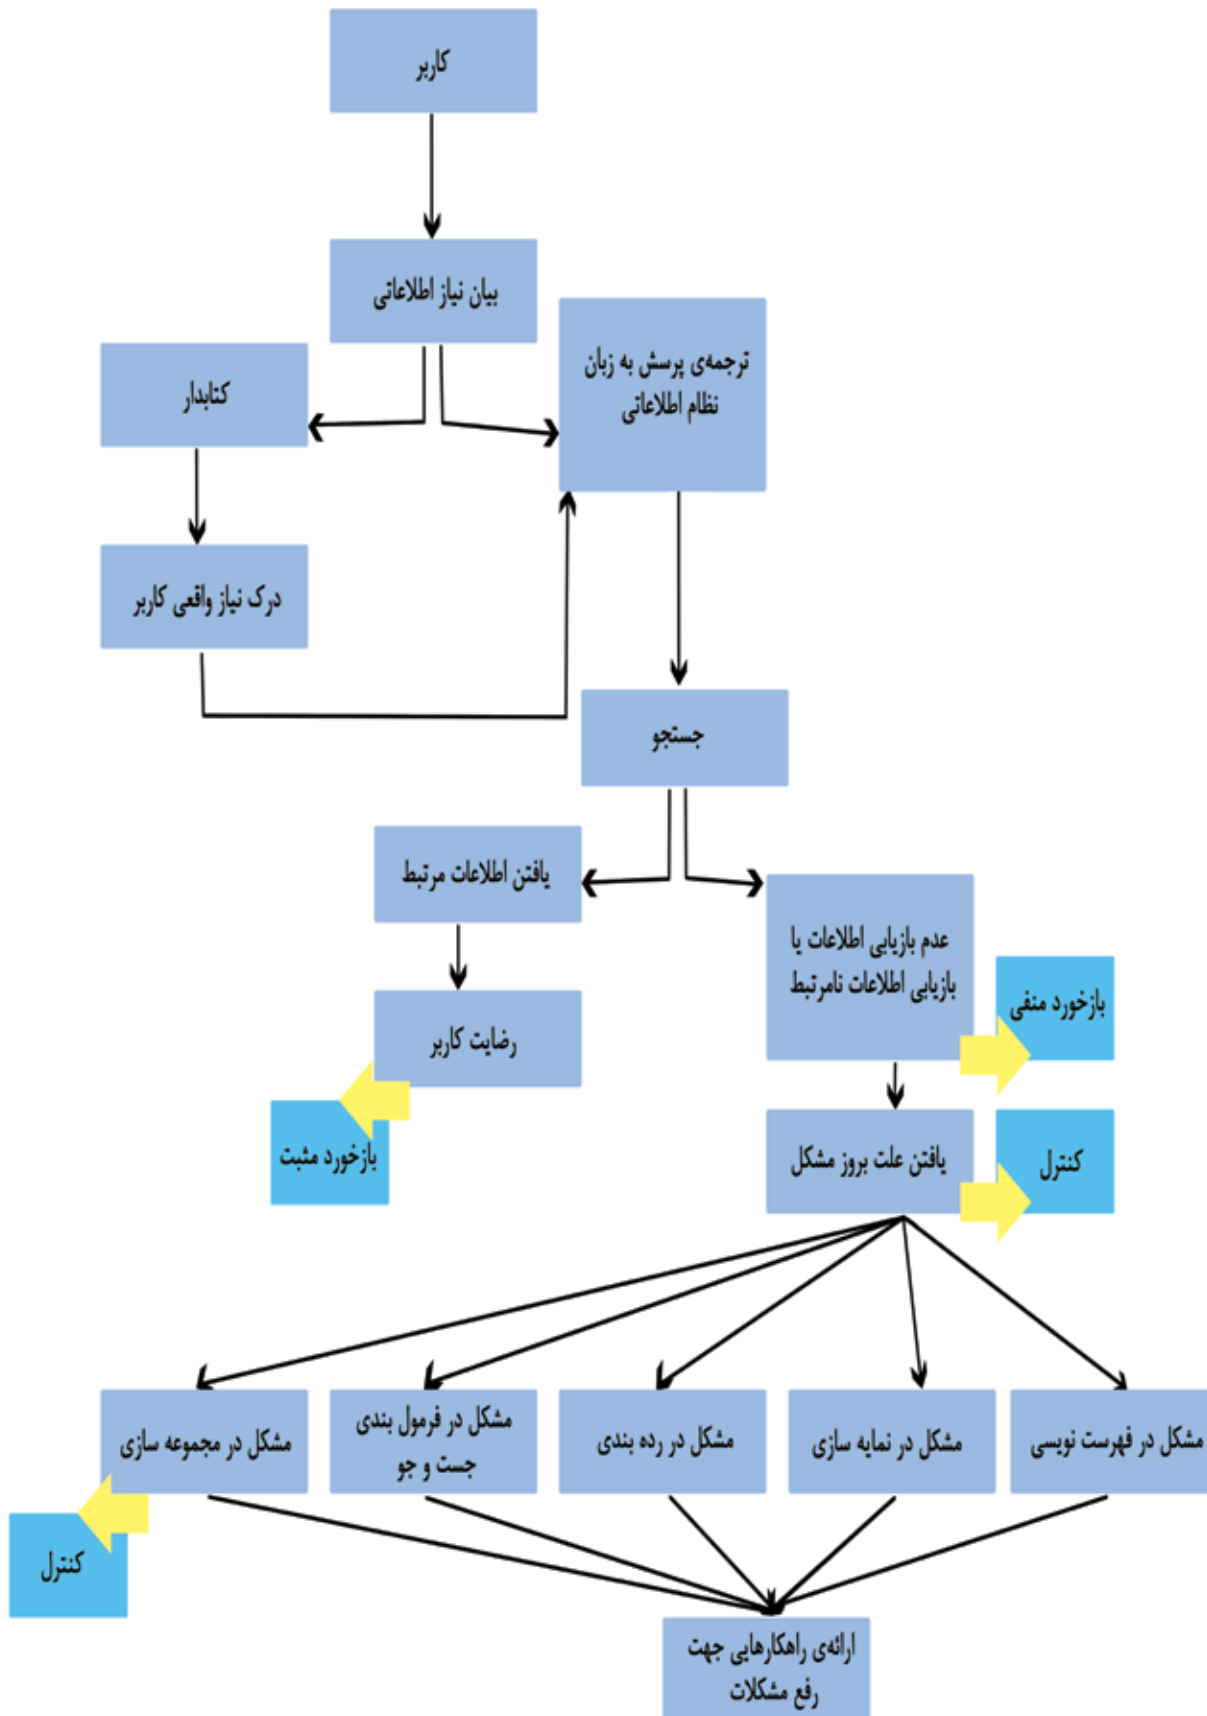 کاربر
بیان نیاز اطلاعاتی
ترجمه‌ی پرسش به زبان
نظام اطلاعاتی
کتابدار
درک نیاز واقعی کاربر
جستجو
یافتن اطلاعات مرتبط
عدم بازیابی اطلاعات یا
بازیابی اطلاعات نامرتبط
بازخورد منفی
رضایت کاربر
بازخورد مثبت
یافتن علت بروز مشکل
کنترل
مشکل در فهرست نویسی
مشکل در نمایه سازی
مشکل در رده بندی
مشکل در فرمول بندی
جست و جو
مشکل در مجموعه سازی
کنترل
ارائه‌ی راهکارهایی جهت
رفع مشکلات